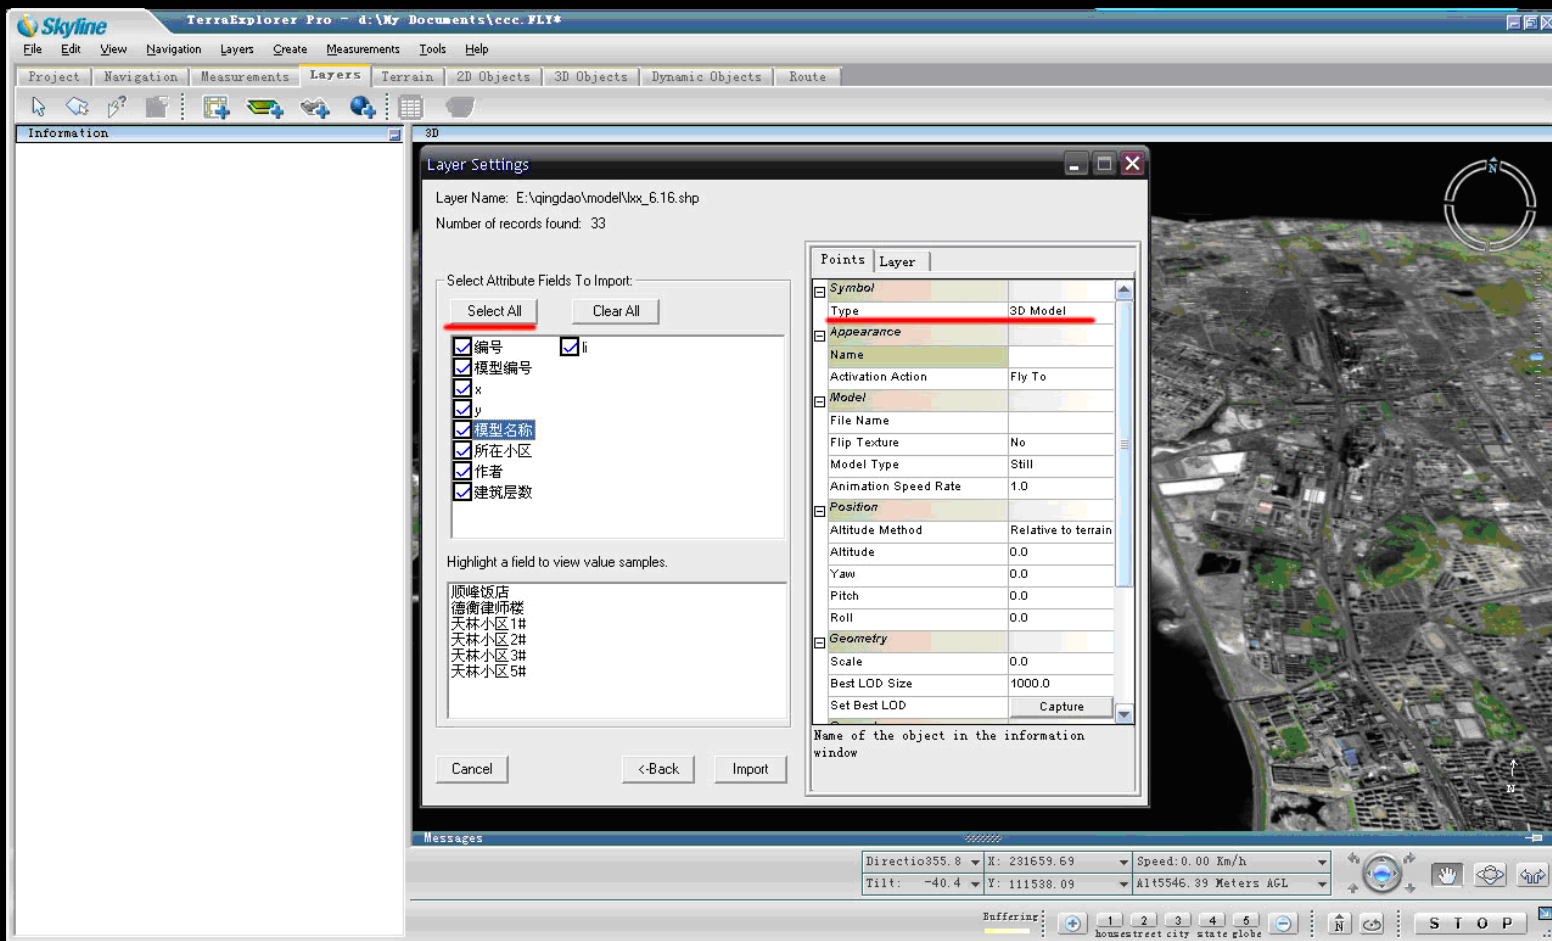 Skyline
TerraExplorer Pro - d:\My Documents\ccc.FLY*
File Edit View Navigation Layers Create Measurements Tools Help
Project Navigation Measurements Layers Terrain 2D Objects 3D Objects Dynamic Objects Route
Information
3D
Layer Settings
Layer Name: E:\qingdao\model\lxx_6.16.shp
Number of records found: 33
Select Attribute Fields To Import:
Select All Clear All
编号 li
模型编号
x
y
模型名称
所在小区
作者
建筑层数
Highlight a field to view value samples.
顺峰饭店
德衡律师楼
天林小区1#
天林小区2#
天林小区3#
天林小区5#
Cancel <-Back Import
Points Layer
Symbol
Type 3D Model
Appearance
Name
Activation Action Fly To
Model
File Name
Flip Texture No
Model Type Still
Animation Speed Rate 1.0
Position
Altitude Method Relative to terrain
Altitude 0.0
Yaw 0.0
Pitch 0.0
Roll 0.0
Geometry
Scale 0.0
Best LOD Size 1000.0
Set Best LOD Capture
Name of the object in the information
window
N
N
Messages
Directio355.8 X: 231659.69 Speed:0.00 Km/h
Tilt: -40.4 Y: 111538.09 Alt5546.39 Meters AGL
Buffering
1 2 3 4 5 N STOP
house street city state globe